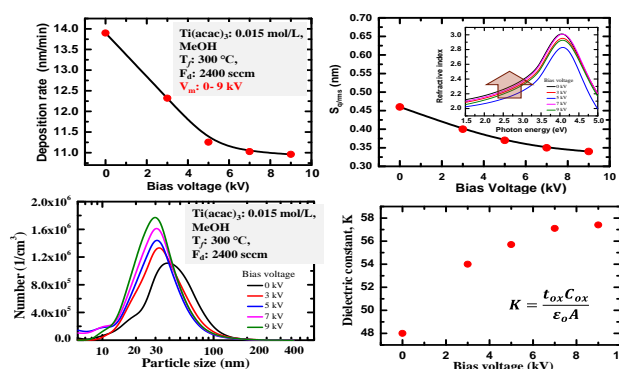 14.0
13.5
13.0
12.5
12.0
11.5
11.0
Deposition rate (nm/min)
Ti(acac)₃: 0.015 mol/L,
MeOH
T_f: 300 °C,
F_d: 2400 sccm
V_m: 0- 9 kV
0 2 4 6 8 10
Bias voltage (kV)
0.65
0.60
0.55
0.50
0.45
0.40
0.35
0.30
S_q/rms (nm)
3.0
2.8
2.6
2.4
2.2
2.0
Refractive index
Bias voltage
0 kV
3 kV
5 kV
7 kV
9 kV
1.5 2.0 2.5 3.0 3.5 4.0 4.5 5.0
Photon energy (eV)
0 2 4 6 8 10
Bias Voltage (kV)
2.0x10⁶
1.6x10⁶
1.2x10⁶
8.0x10⁵
4.0x10⁵
0.0
Number (1/cm³)
Ti(acac)₃: 0.015 mol/L,
MeOH
T_f: 300 °C,
F_d: 2400 sccm
Bias voltage
0 kV
3 kV
5 kV
7 kV
9 kV
10 20 30 100 400
Particle size (nm)
58
56
54
52
50
48
Dielectric constant, K
K = t_ox C_ox / ε_o A
0 2 4 6 8 10
Bias voltage (kV)